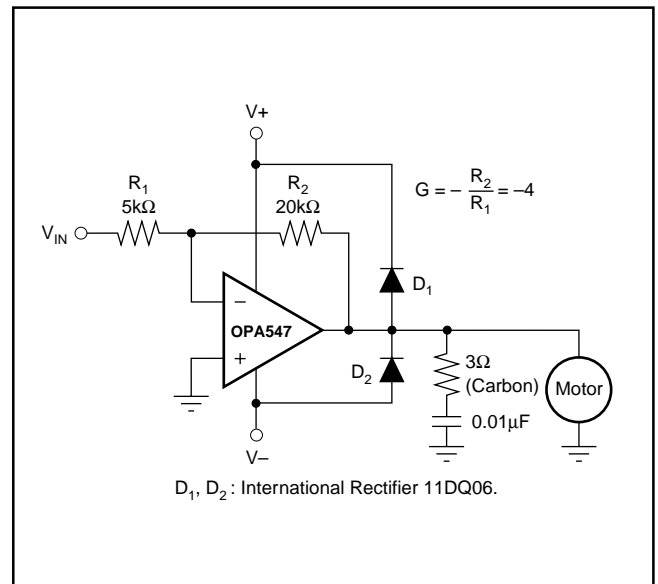 V+
R1
5kΩ
R2
20kΩ
G = – R2 / R1 = –4
VIN
D1
–
OPA547
+
D2
3Ω
(Carbon)
Motor
0.01µF
V–
D1, D2 : International Rectifier 11DQ06.